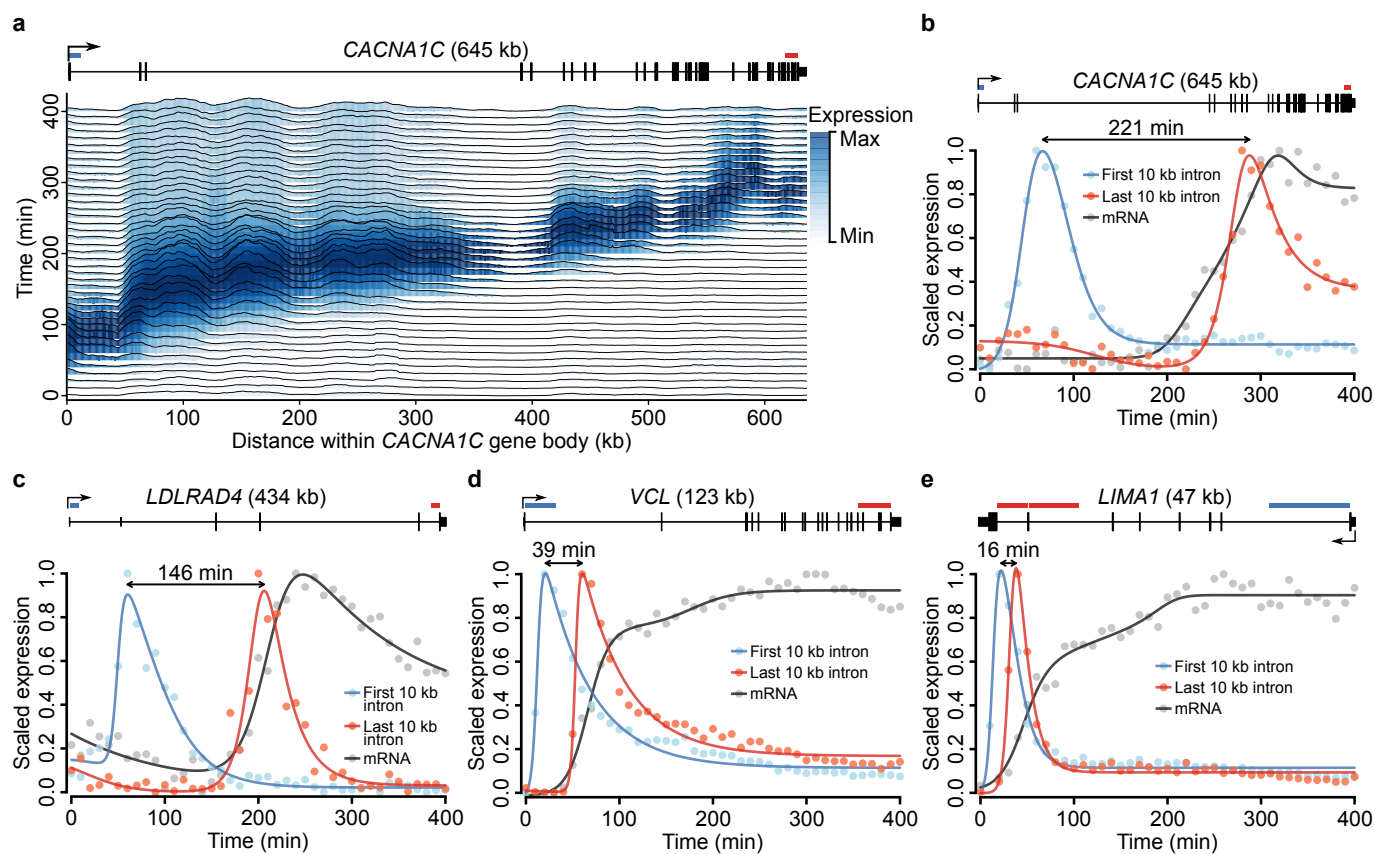 a
CACNA1C (645 kb)
Time (min)
400
300
200
100
0
0 100 200 300 400 500 600
Distance within CACNA1C gene body (kb)
Expression
Max
Min
b
CACNA1C (645 kb)
221 min
First 10 kb intron
Last 10 kb intron
mRNA
Scaled expression
1.0
0.8
0.6
0.4
0.2
0.0
0 100 200 300 400
Time (min)
c
LDLRAD4 (434 kb)
146 min
First 10 kb
intron
Last 10 kb
intron
mRNA
Scaled expression
1.0
0.8
0.6
0.4
0.2
0.0
0 100 200 300 400
Time (min)
d
VCL (123 kb)
39 min
First 10 kb intron
Last 10 kb intron
mRNA
Scaled expression
1.0
0.8
0.6
0.4
0.2
0.0
0 100 200 300 400
Time (min)
e
LIMA1 (47 kb)
16 min
First 10 kb intron
Last 10 kb intron
mRNA
Scaled expression
1.0
0.8
0.6
0.4
0.2
0.0
0 100 200 300 400
Time (min)